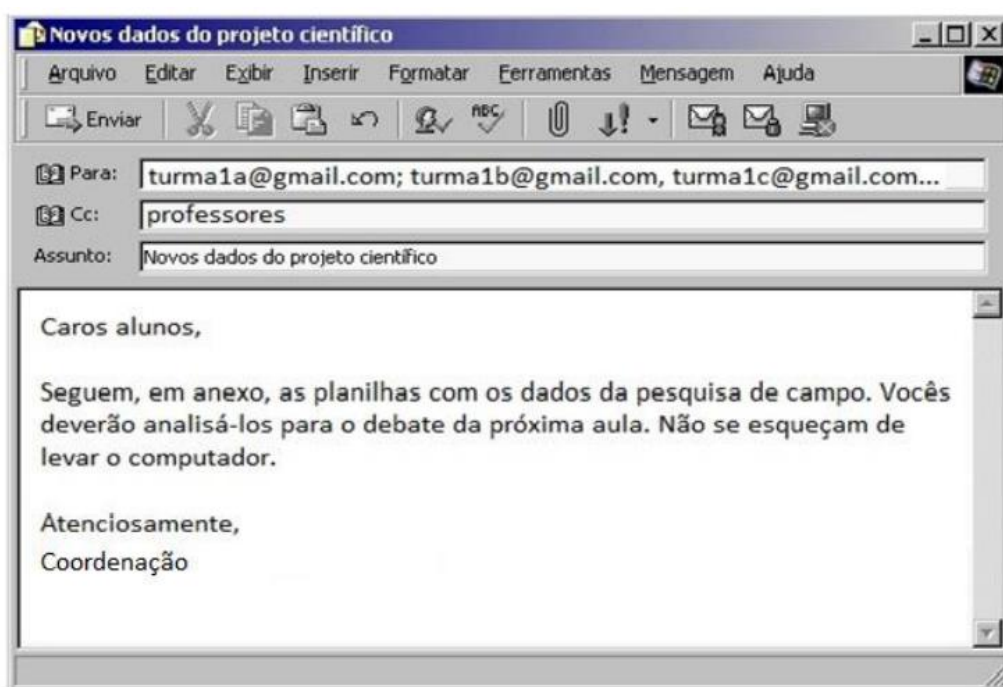 Novos dados do projeto científico
Arquivo Editar Exibir Inserir Formatar Ferramentas Mensagem Ajuda
Enviar ABC
Para: turma1a@gmail.com; turma1b@gmail.com, turma1c@gmail.com...
Cc: professores
Assunto: Novos dados do projeto científico
Caros alunos,
Seguem, em anexo, as planilhas com os dados da pesquisa de campo. Vocês
deverão analisá-los para o debate da próxima aula. Não se esqueçam de
levar o computador.
Atenciosamente,
Coordenação